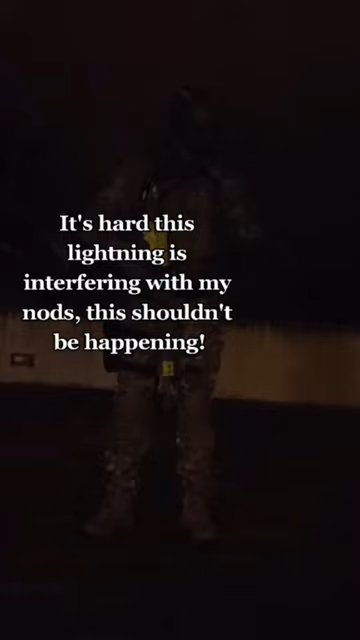 It's hard this
lightning is
interfering with my
nods, this shouldn't
be happening!